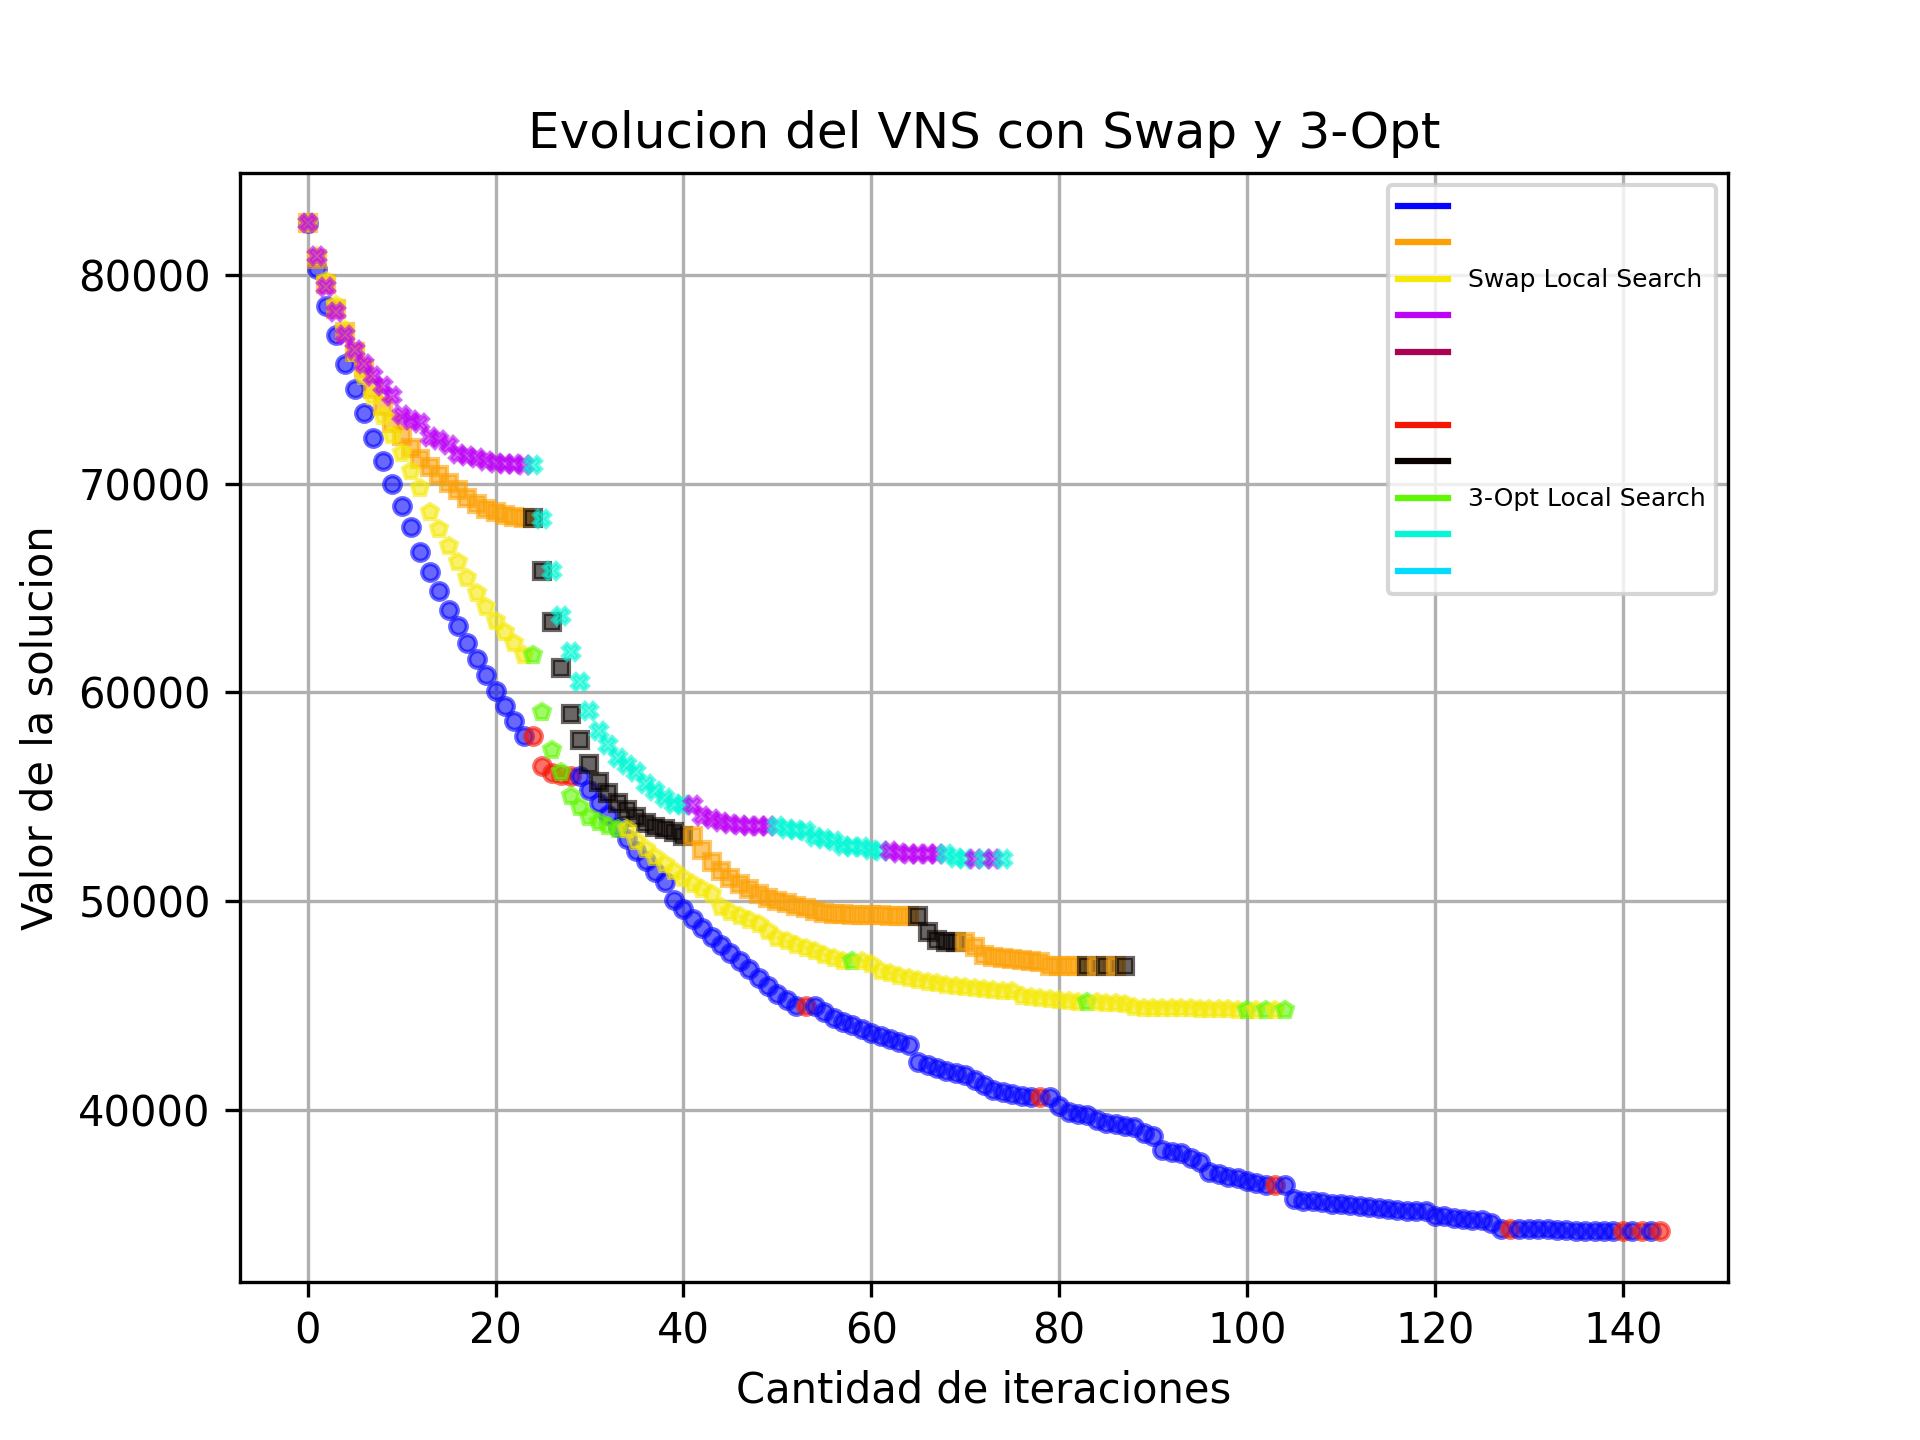 Evolucion del VNS con Swap y 3-Opt
Valor de la solucion
80000
70000
60000
50000
40000
Swap Local Search
3-Opt Local Search
0 20 40 60 80 100 120 140
Cantidad de iteraciones